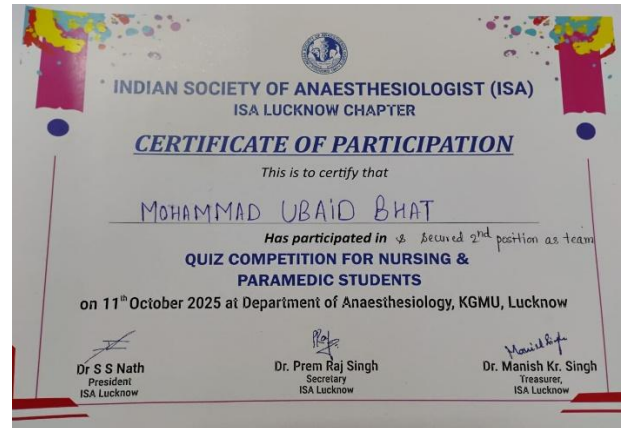 INDIAN SOCIETY OF ANAESTHESIOLOGIST (ISA)
ISA LUCKNOW CHAPTER
CERTIFICATE OF PARTICIPATION
This is to certify that
MOHAMMAD UBAID BHAT
Has participated in & secured 2nd position as team
QUIZ COMPETITION FOR NURSING &
PARAMEDIC STUDENTS
on 11th October 2025 at Department of Anaesthesiology, KGMU, Lucknow
Dr S S Nath
President
ISA Lucknow
Dr. Prem Raj Singh
Secretary
ISA Lucknow
Dr. Manish Kr. Singh
Treasurer,
ISA Lucknow